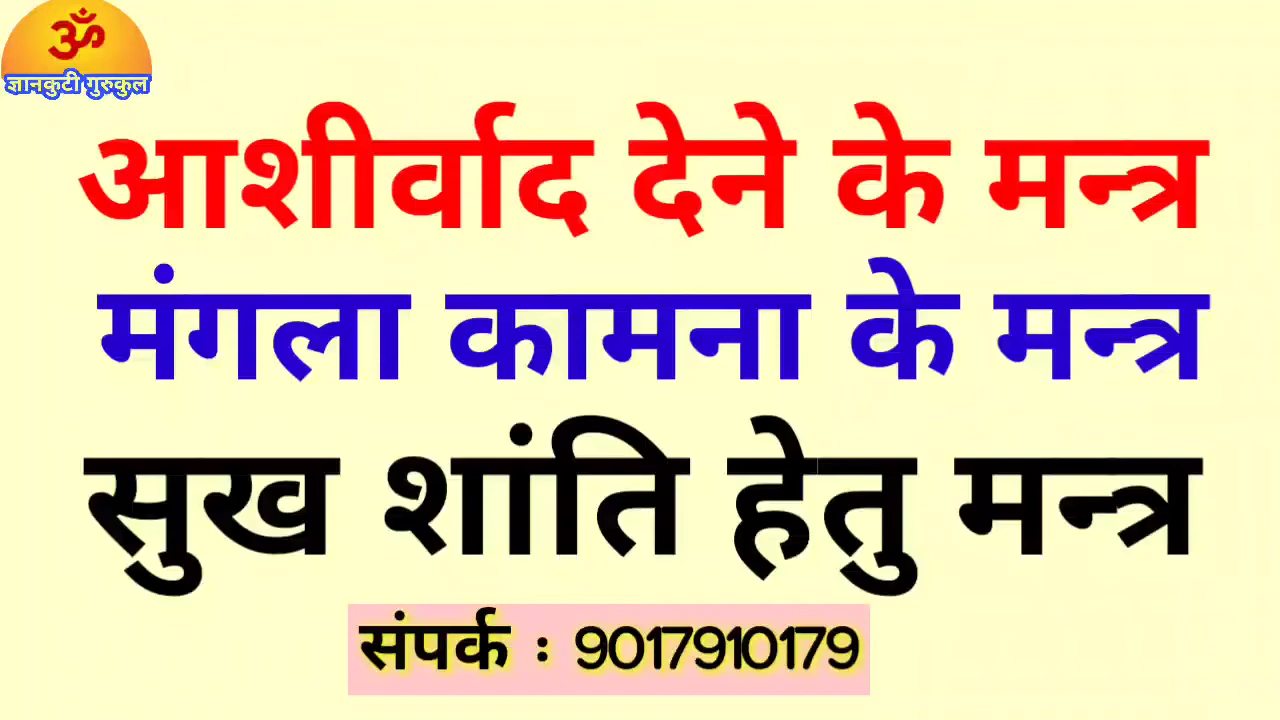 ॐ
ज्ञानकुटी गुरुकुल
आशीर्वाद देने के मन्त्र
मंगला कामना के मन्त्र
सुख शांति हेतु मन्त्र
संपर्क : 9017910179